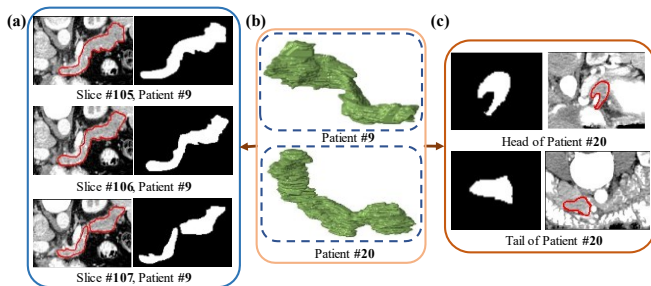 (a)
Slice #105, Patient #9
Slice #106, Patient #9
Slice #107, Patient #9
(b)
Patient #9
Patient #20
(c)
Head of Patient #20
Tail of Patient #20